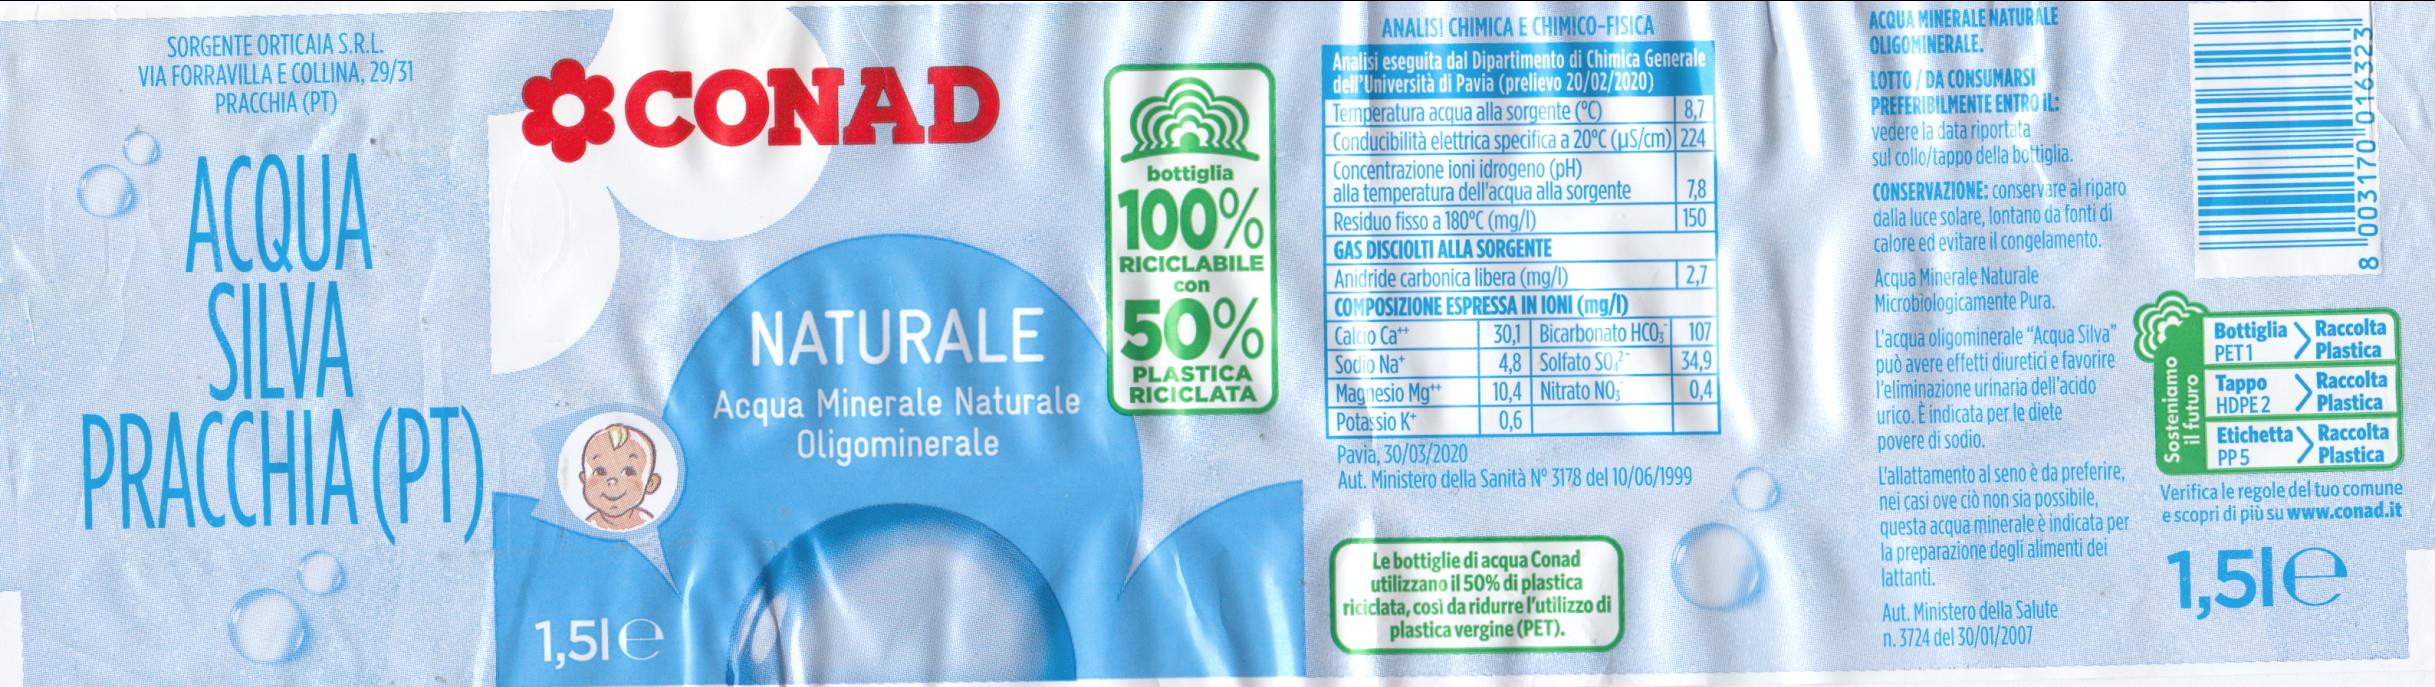 SORGENTE ORTICAIA S.R.L.
VIA FORRAVILLA E COLLINA, 29/31
PRACCHIA (PT)
ACQUA
SILVA
PRACCHIA (PT)
CONAD
NATURALE
Acqua Minerale Naturale
Oligominerale
1,5l e
bottiglia
100%
RICICLABILE
con
50%
PLASTICA
RICICLATA
ANALISI CHIMICA E CHIMICO-FISICA
Analisi eseguita dal Dipartimento di Chimica Generale
dell'Università di Pavia (prelievo 20/02/2020)
Temperatura acqua alla sorgente (°C) 8,7
Conducibilità elettrica specifica a 20°C (µS/cm) 224
Concentrazione ioni idrogeno (pH)
alla temperatura dell'acqua alla sorgente 7,8
Residuo fisso a 180°C (mg/l) 150
GAS DISCIOLTI ALLA SORGENTE
Anidride carbonica libera (mg/l) 2,7
COMPOSIZIONE ESPRESSA IN IONI (mg/l)
Calcio Ca⁺⁺ 30,1 Bicarbonato HCO₃⁻ 107
Sodio Na⁺ 4,8 Solfato SO₄²⁻ 34,9
Magnesio Mg⁺⁺ 10,4 Nitrato NO₃⁻ 0,4
Potassio K⁺ 0,6
Pavia, 30/03/2020
Aut. Ministero della Sanità N° 3178 del 10/06/1999
Le bottiglie di acqua Conad
utilizzano il 50% di plastica
riciclata, così da ridurre l'utilizzo di
plastica vergine (PET).
ACQUA MINERALE NATURALE
OLIGOMINERALE.
LOTTO / DA CONSUMARSI
PREFERIBILMENTE ENTRO IL:
vedere la data riportata
sul collo/tappo della bottiglia.
CONSERVAZIONE: conservare al riparo
dalla luce solare, lontano da fonti di
calore ed evitare il congelamento.
Acqua Minerale Naturale
Microbiologicamente Pura.
L'acqua oligominerale "Acqua Silva"
può avere effetti diuretici e favorire
l'eliminazione urinaria dell'acido
urico. È indicata per le diete
povere di sodio.
L'allattamento al seno è da preferire,
nei casi ove ciò non sia possibile,
questa acqua minerale è indicata per
la preparazione degli alimenti dei
lattanti.
Aut. Ministero della Salute
n. 3724 del 30/01/2007
8 003170 016323
Sosteniamo
il futuro
Bottiglia
PET 1
Raccolta
Plastica
Tappo
HDPE 2
Raccolta
Plastica
Etichetta
PP 5
Raccolta
Plastica
Verifica le regole del tuo comune
e scopri di più su www.conad.it
1,5l e